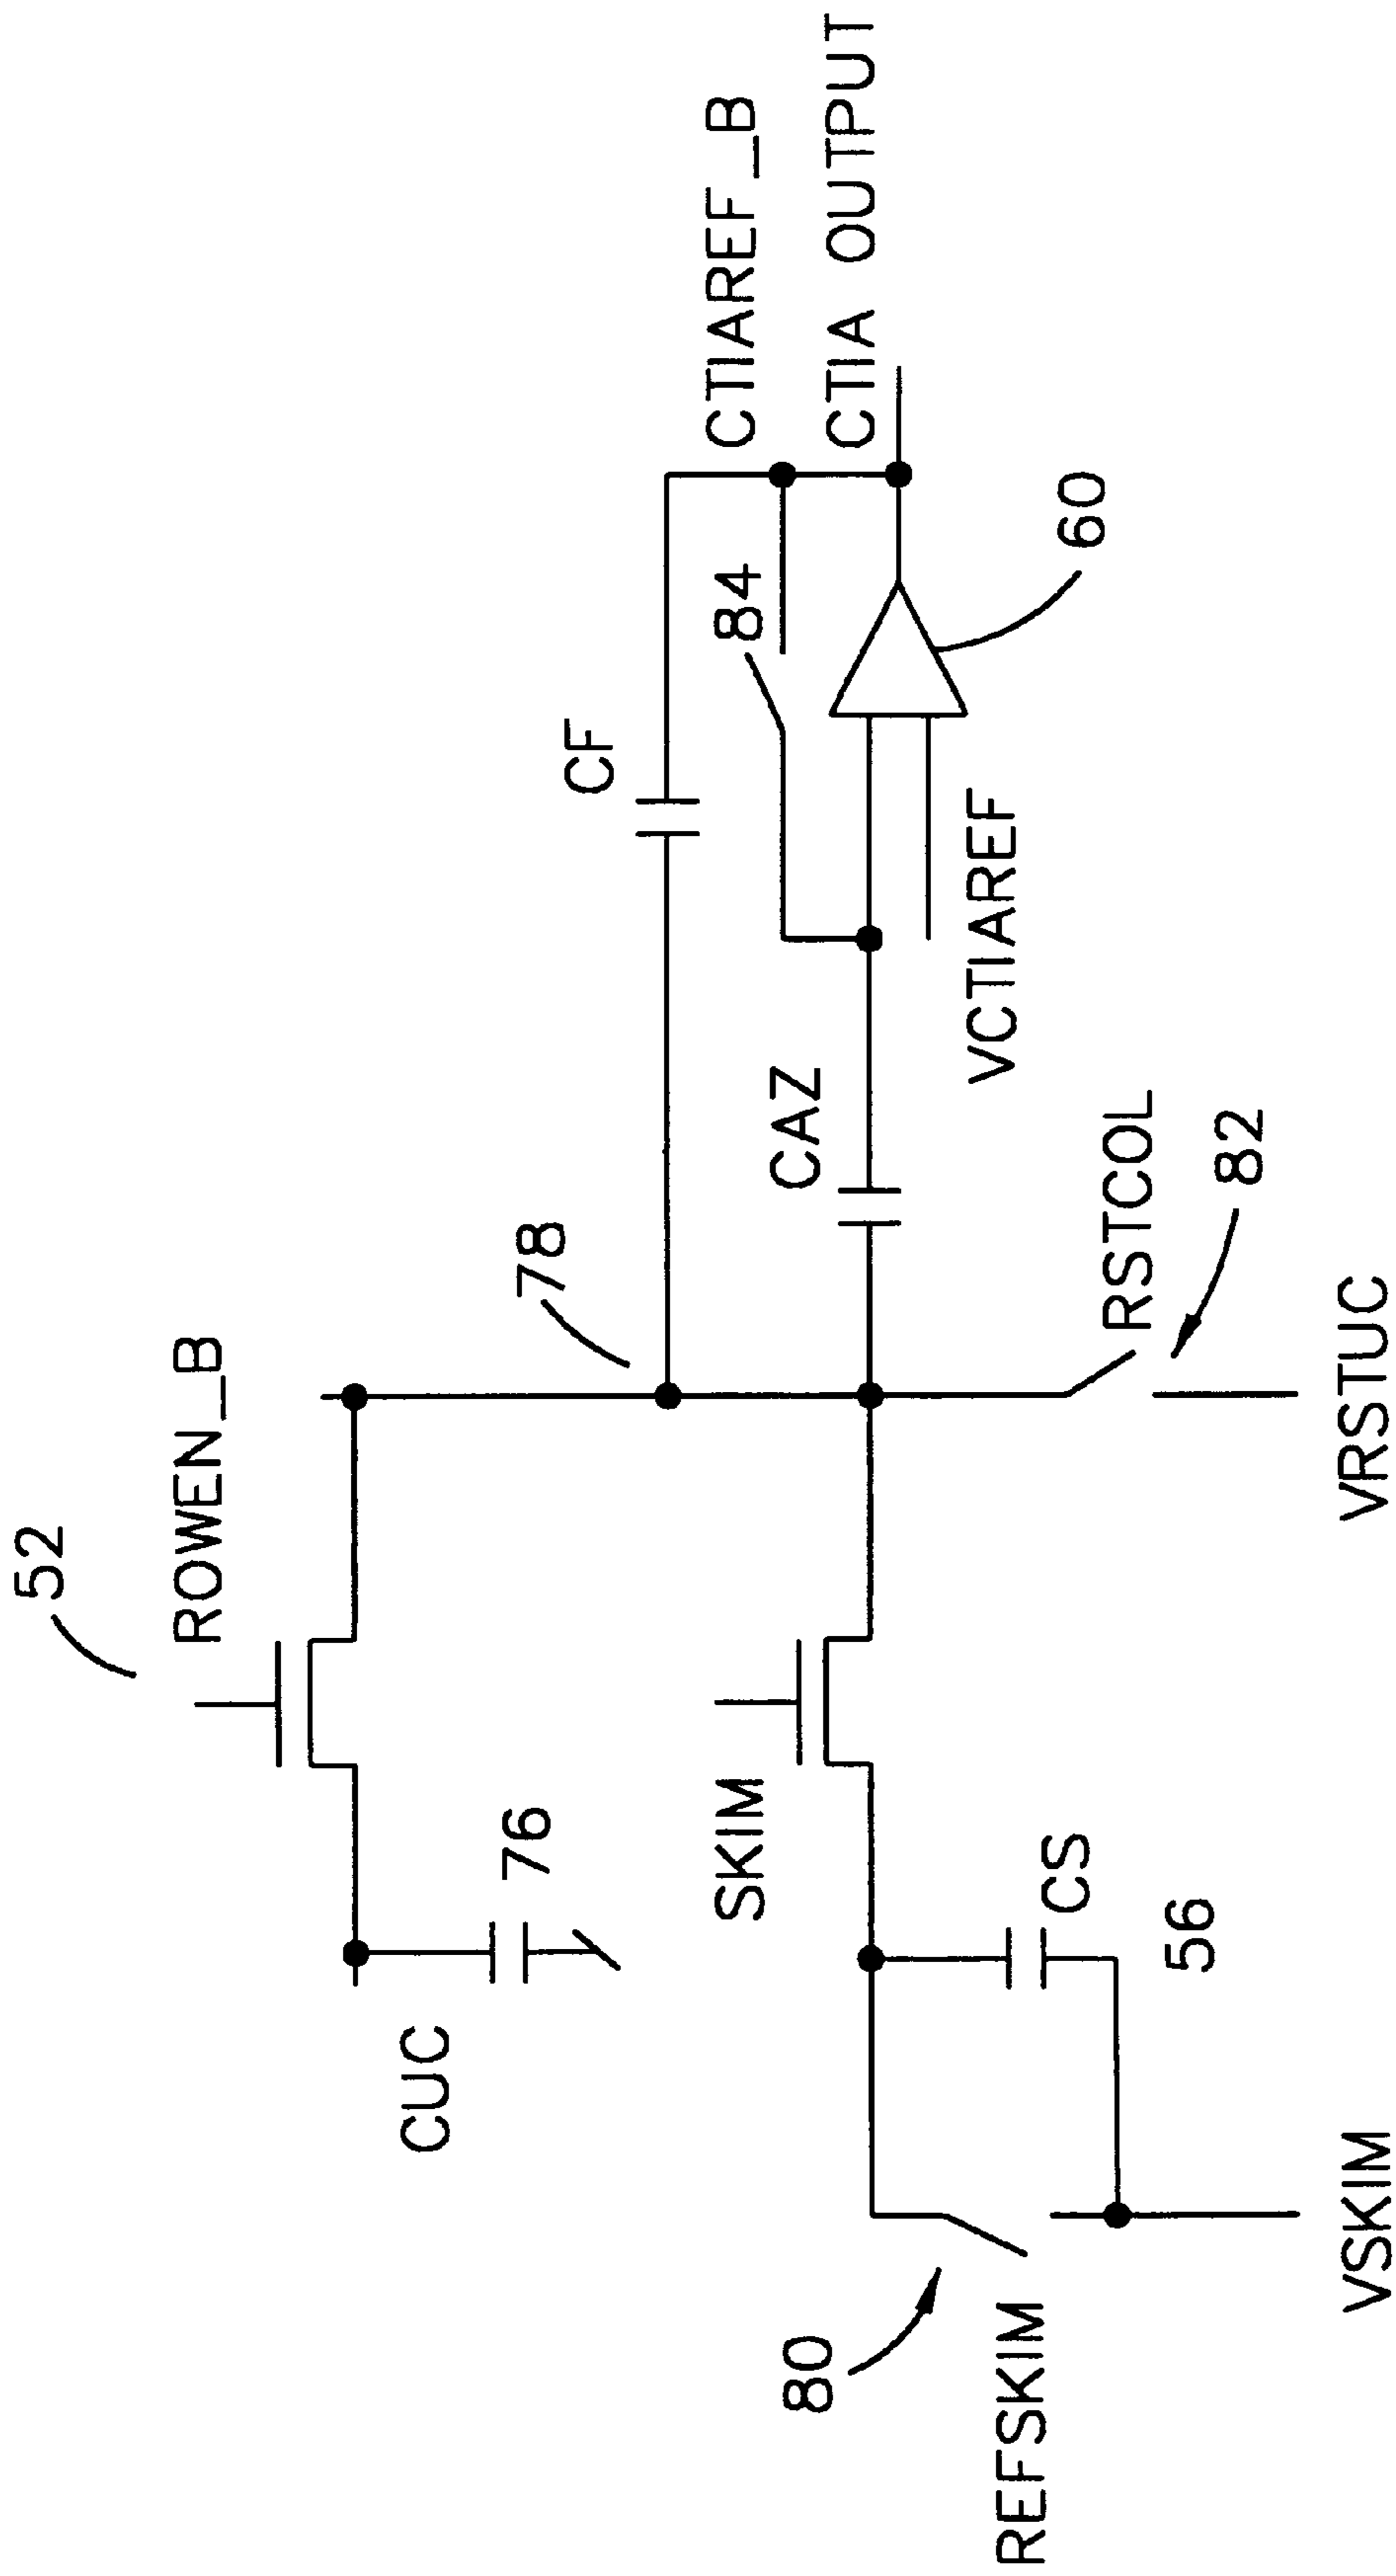 52
ROWEN_B
78
CF
CTIAREF_B
84
CTIA OUTPUT
60
CUC
76
SKIM
CAZ
VCTIAREF
80
REFSKIM
CS
56
RSTCOL
82
VSKIM
VRSTUC